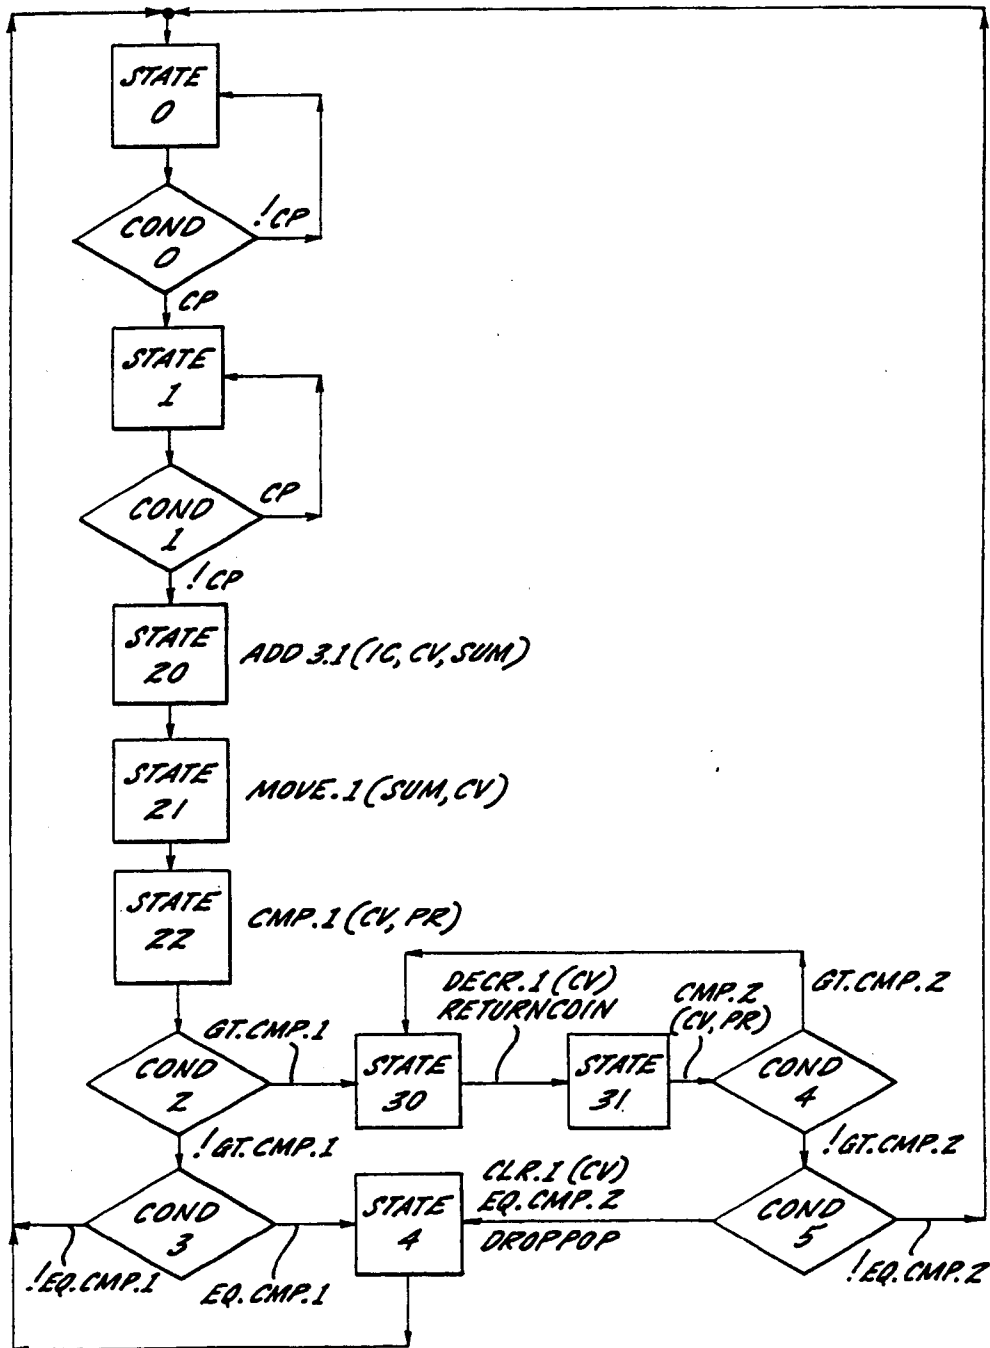 STATE
0
COND
0
!CP
CP
STATE
1
COND
1
CP
!CP
STATE
20
ADD 3.1 (IC, CV, SUM)
STATE
21
MOVE.1 (SUM, CV)
STATE
22
CMP.1 (CV, PR)
COND
2
GT.CMP.1
!GT.CMP.1
STATE
30
DECR.1 (CV)
RETURNCOIN
STATE
31
CMP.2
(CV, PR)
COND
4
GT.CMP.2
!GT.CMP.2
COND
3
!EQ.CMP.1
EQ.CMP.1
STATE
4
CLR.1 (CV)
EQ.CMP.2
DROPPOP
COND
5
!EQ.CMP.2